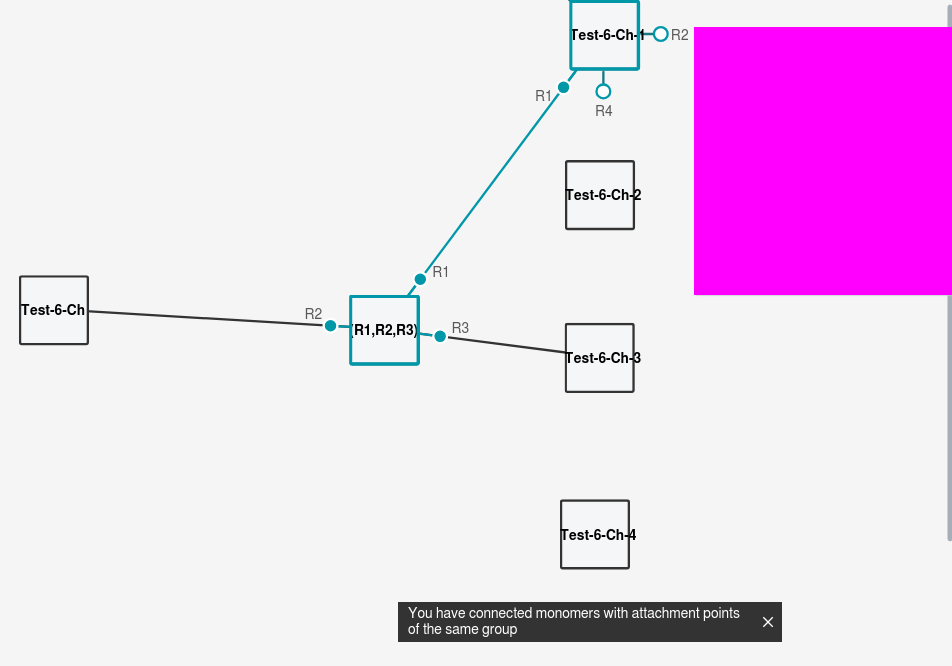 Test-6-Ch-1
R2
R1
R4
Test-6-Ch-2
R1
Test-6-Ch
R2
(R1,R2,R3)
R3
Test-6-Ch-3
Test-6-Ch-4
You have connected monomers with attachment points
of the same group